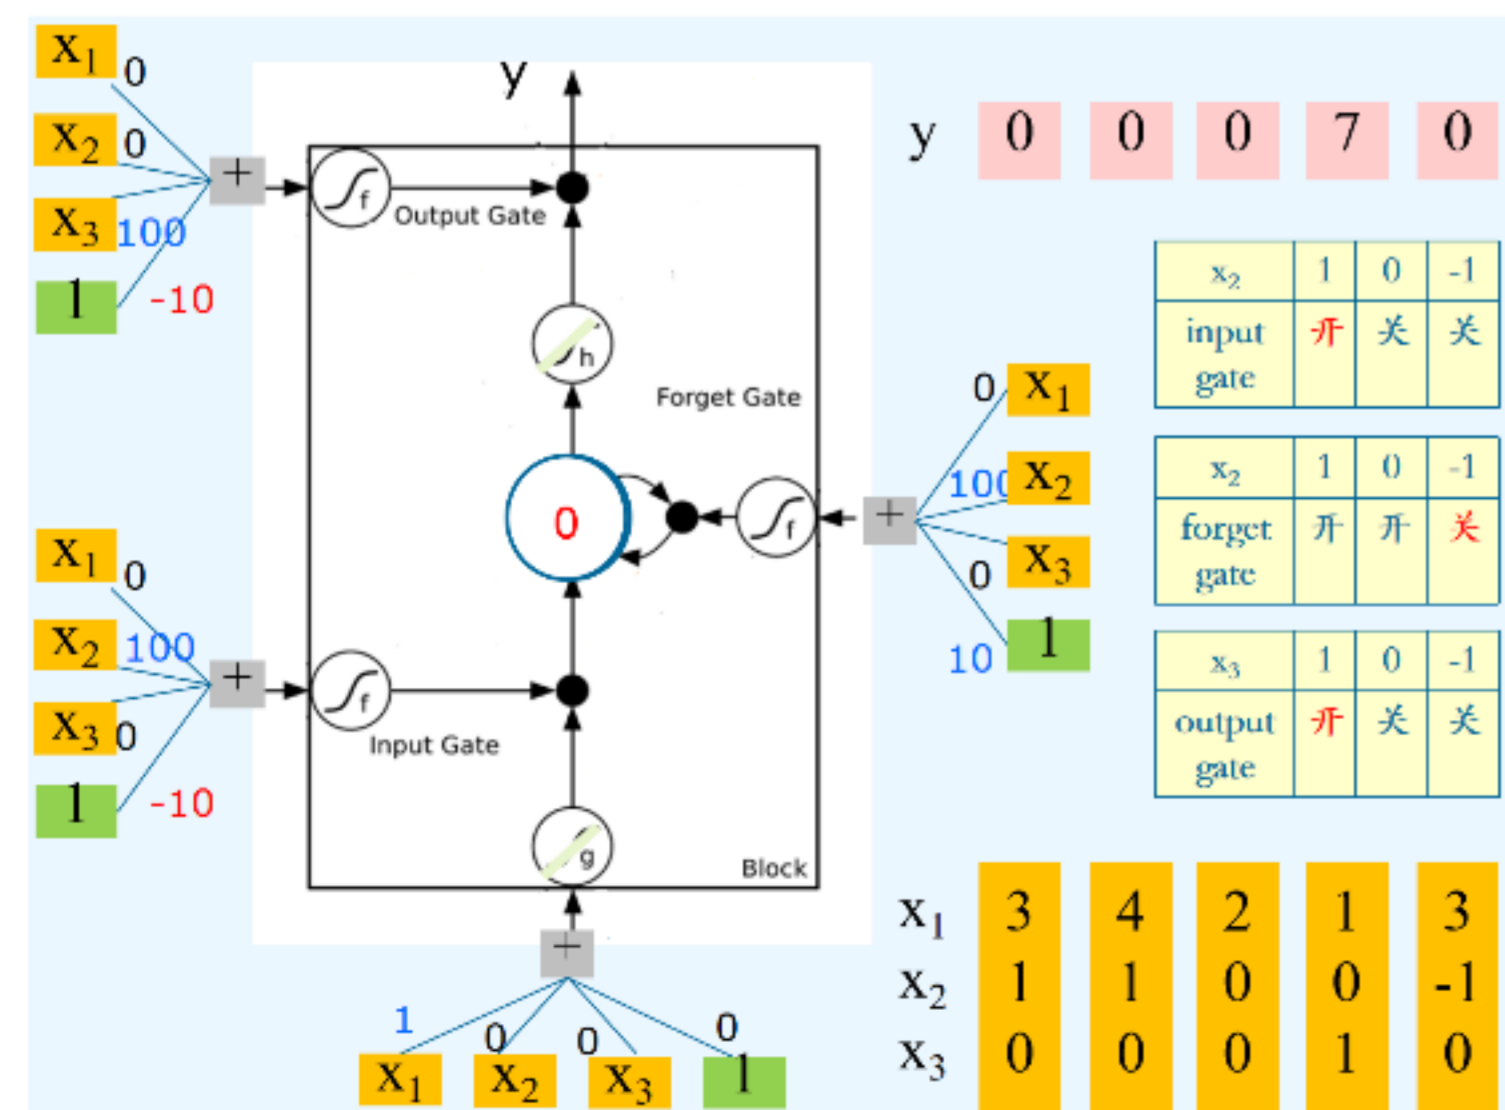 x₁ 0
x₂ 0
x₃ 100
1 -10
+
y
f
Output Gate
h
Forget Gate
0
f
+
0 x₁
100 x₂
0 x₃
10 1
x₁ 0
x₂ 100
x₃ 0
1 -10
+
f
Input Gate
g
Block
+
1 0 0 0
x₁ x₂ x₃ 1
y 0 0 0 7 0
x₂ 1 0 -1
input 开 关 关
gate
x₂ 1 0 -1
forget 开 开 关
gate
x₃ 1 0 -1
output 开 关 关
gate
x₁ 3 4 2 1 3
x₂ 1 1 0 0 -1
x₃ 0 0 0 1 0